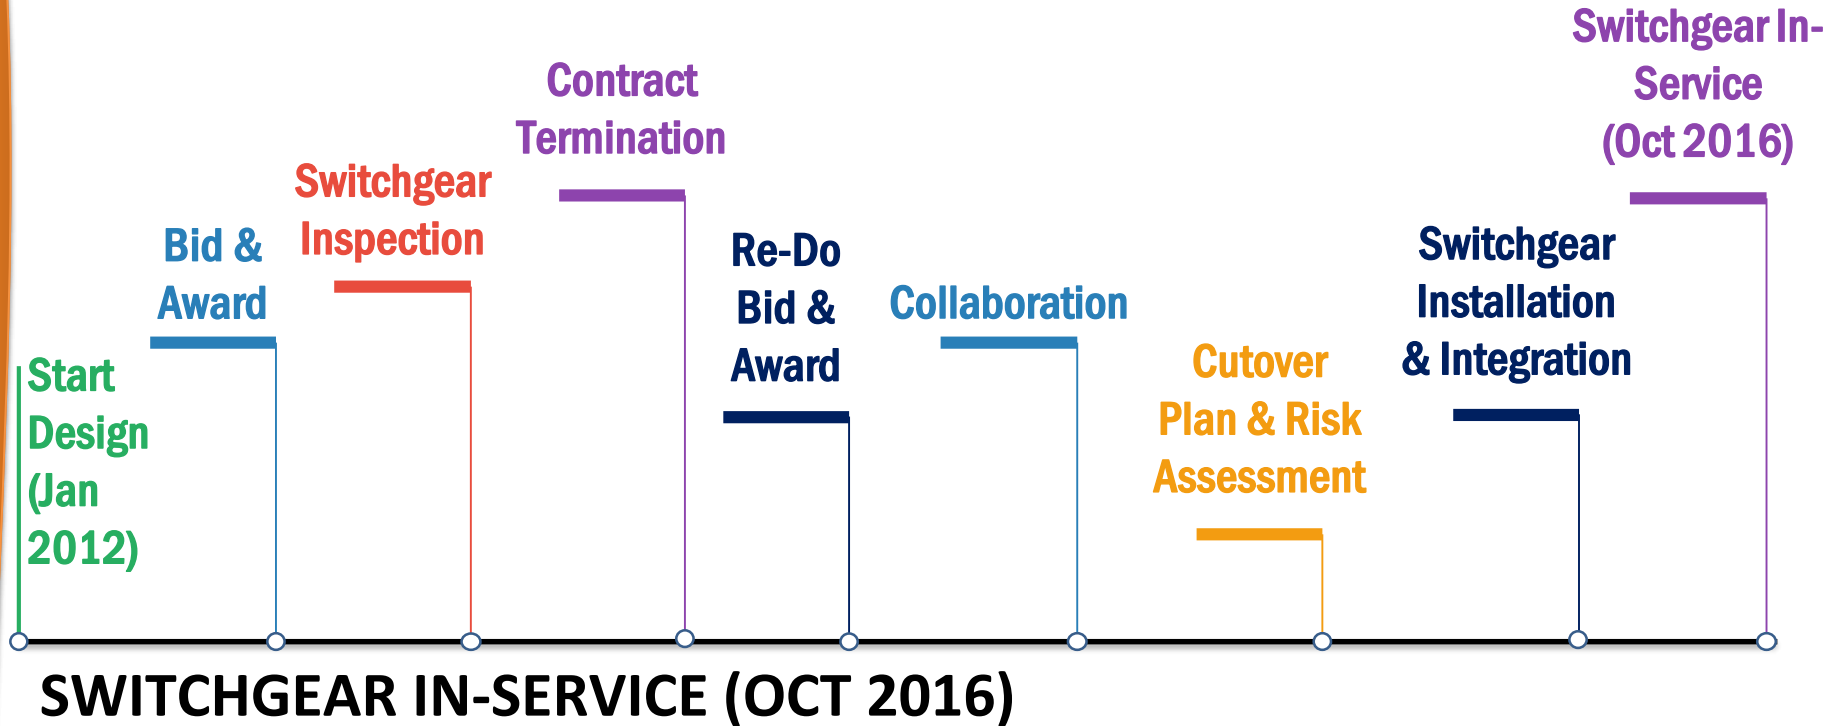 Start
Design
(Jan
2012)
Bid &
Award
Switchgear
Inspection
Contract
Termination
Re-Do
Bid &
Award
Collaboration
Cutover
Plan & Risk
Assessment
Switchgear
Installation
& Integration
Switchgear In-
Service
(Oct 2016)
SWITCHGEAR IN-SERVICE (OCT 2016)